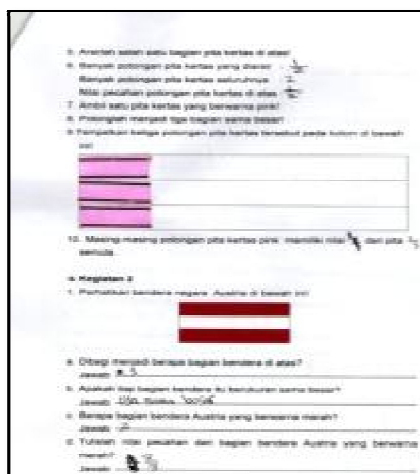 5. Arsirlah salah satu bagian pita kertas di atas!
6. Banyak potongan pita kertas yang diarsir
Banyak potongan pita kertas seluruhnya
Nilai pecahan potongan pita kertas di atas
7. Ambil satu pita kertas yang berwarna pink!
8. Potonglah menjadi tiga bagian sama besar!
9. Tempelkan ketiga potongan pita kertas tersebut pada kolom di bawah
ini!
10. Masing-masing potongan pita kertas pink memiliki nilai dari pita
semula.
Kegiatan 2
1. Perhatikan bendera negara Austria di bawah ini!
a. Dibagi menjadi berapa bagian bendera di atas?
Jawab: 3
b. Apakah tiap bagian bendera itu berukuran sama besar?
Jawab:
c. Berapa bagian bendera Austria yang berwarna merah?
Jawab: 2
d. Tulislah nilai pecahan dari bagian bendera Austria yang berwarna
merah?
Jawab: 2/3